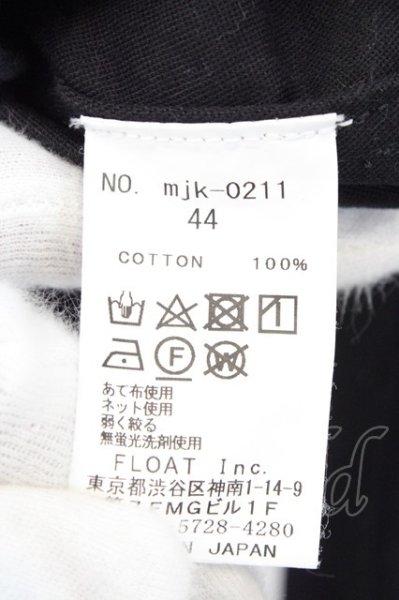 NO. mjk-0211
44
COTTON 100%
F W
あて布使用
ネット使用
弱く絞る
無蛍光洗剤使用
FLOAT Inc.
東京都渋谷区神南1-14-9
EMGビル1F
5728-4280
JAPAN